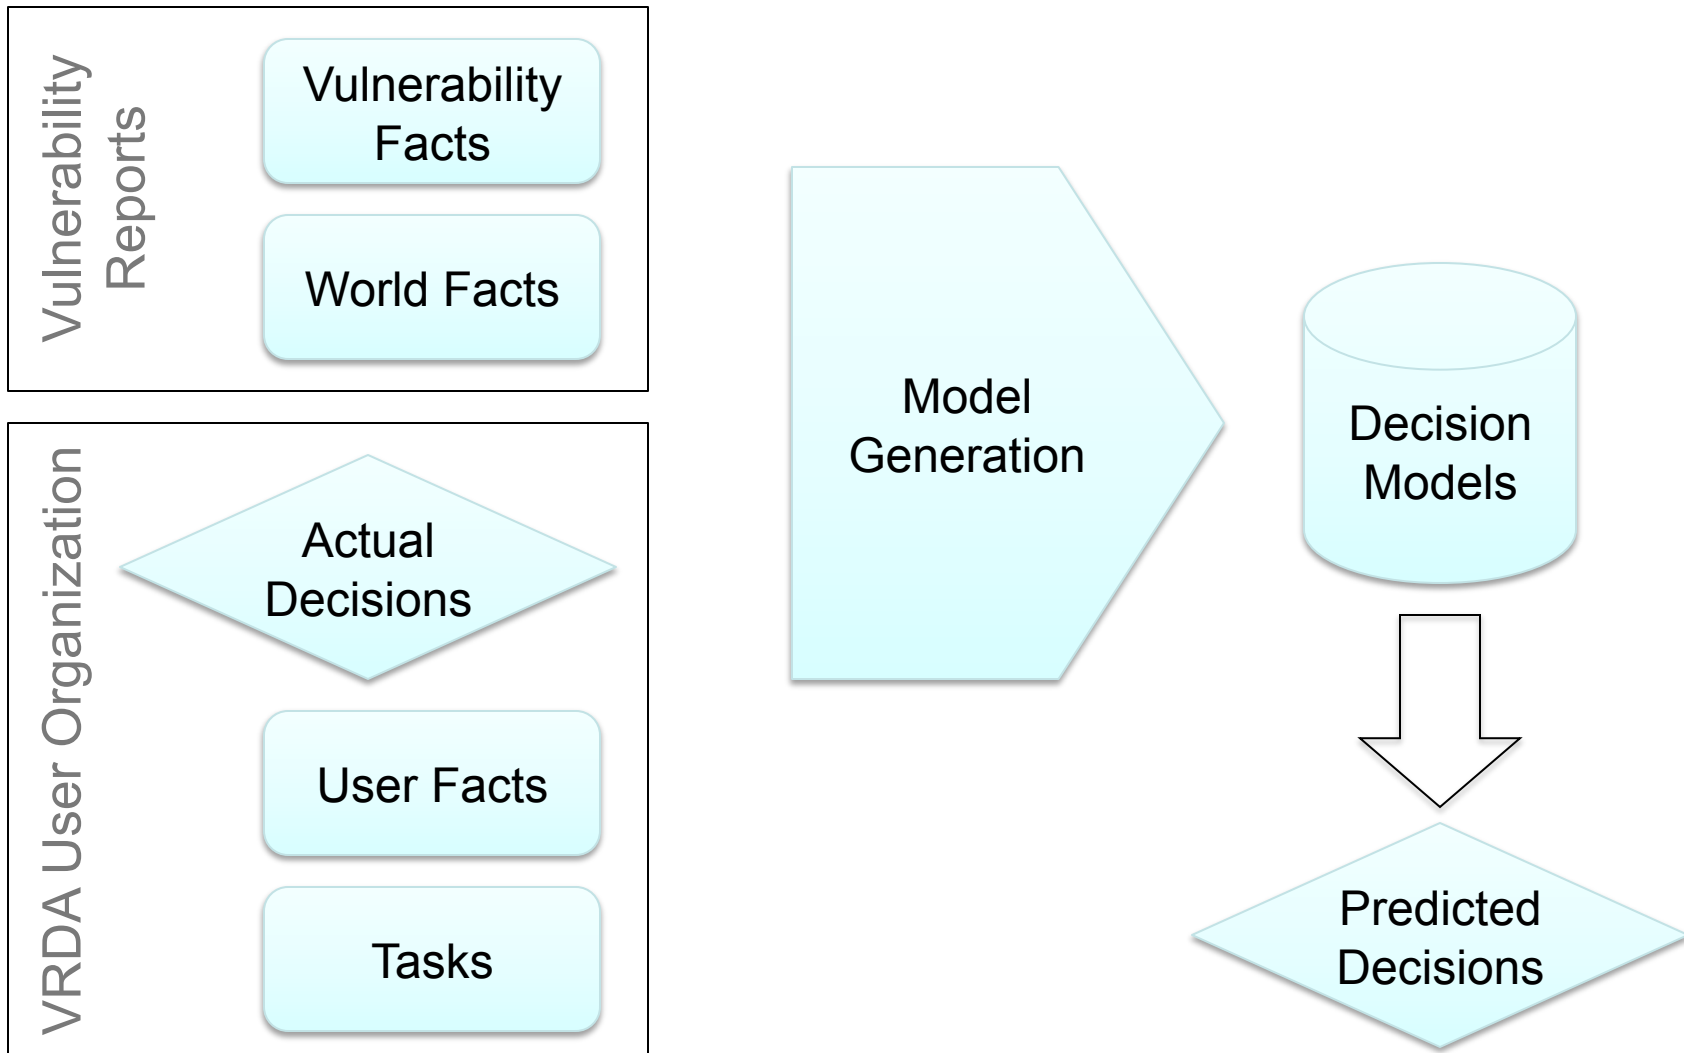 Vulnerability
Reports
Vulnerability
Facts
World Facts
VRDA User Organization
Actual
Decisions
User Facts
Tasks
Model
Generation
Decision
Models
Predicted
Decisions